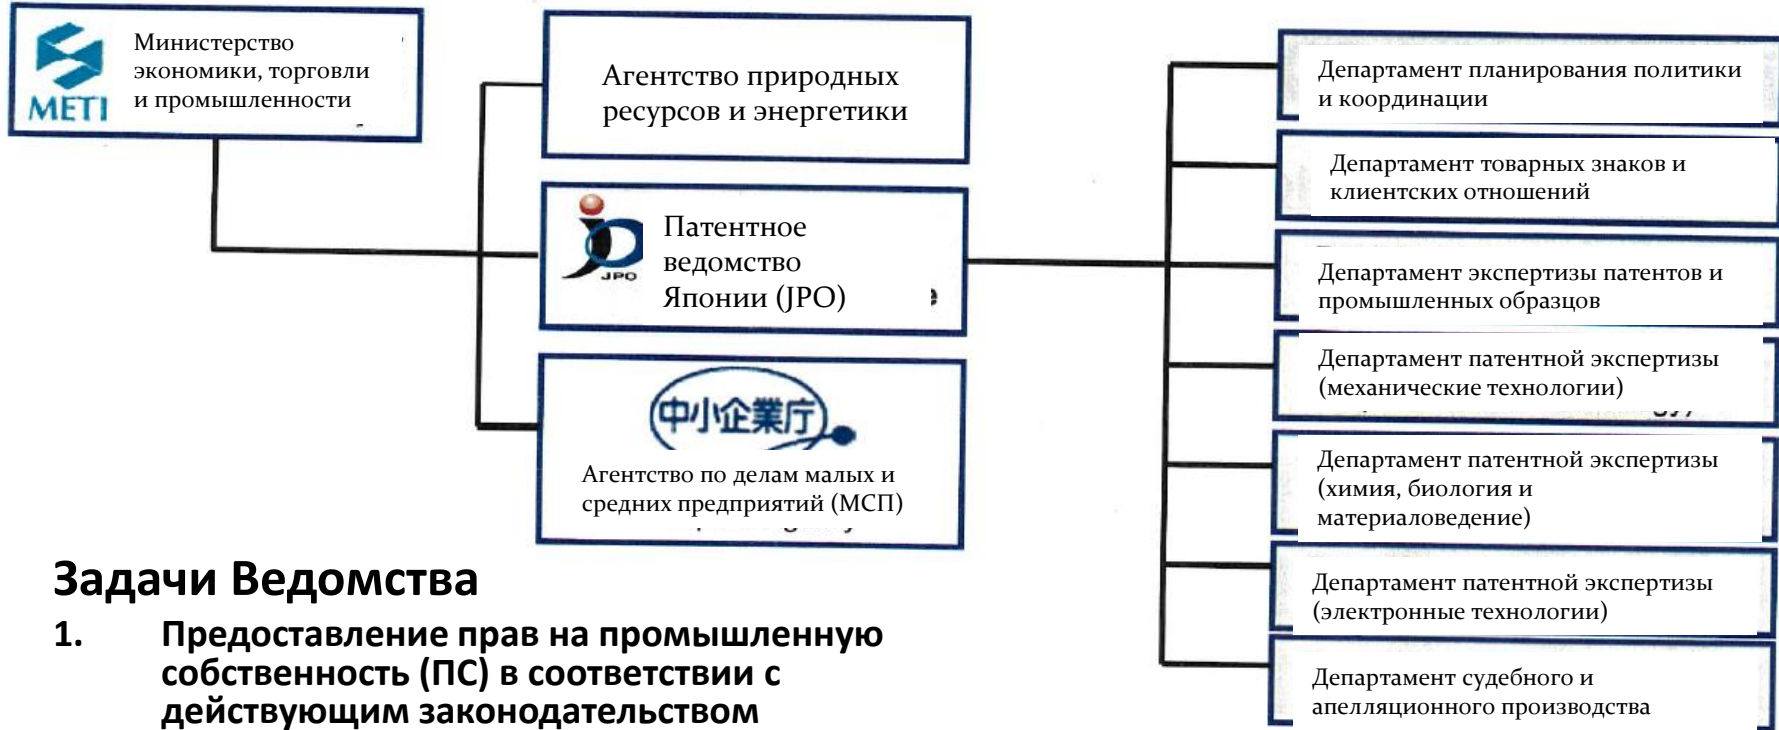 METI
Министерство
экономики, торговли
и промышленности
Агентство природных
ресурсов и энергетики
JPO
Патентное
ведомство
Японии (JPO)
中小企業庁
Агентство по делам малых и
средних предприятий (МСП)
Департамент планирования политики
и координации
Департамент товарных знаков и
клиентских отношений
Департамент экспертизы патентов и
промышленных образцов
Департамент патентной экспертизы
(механические технологии)
Департамент патентной экспертизы
(химия, биология и
материаловедение)
Департамент патентной экспертизы
(электронные технологии)
Департамент судебного и
апелляционного производства
Задачи Ведомства
1. Предоставление прав на промышленную
собственность (ПС) в соответствии с
действующим законодательством